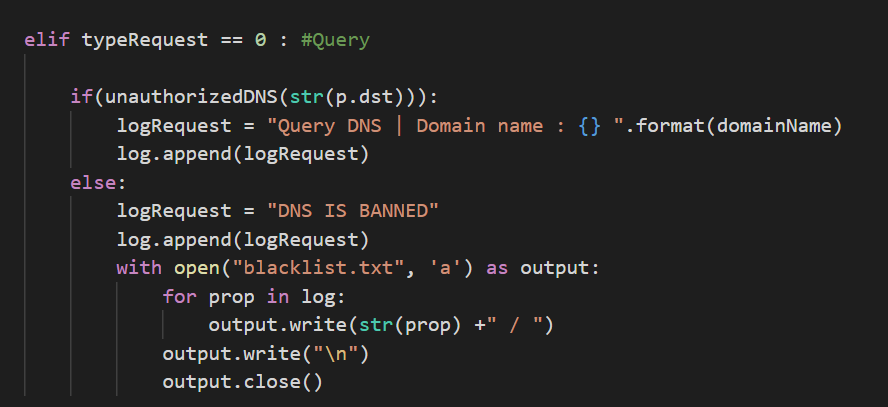 elif typeRequest == 0 : #Query
if(unauthorizedDNS(str(p.dst))):
logRequest = "Query DNS | Domain name : {} ".format(domainName)
log.append(logRequest)
else:
logRequest = "DNS IS BANNED"
log.append(logRequest)
with open("blacklist.txt", 'a') as output:
for prop in log:
output.write(str(prop) +" / ")
output.write("\n")
output.close()